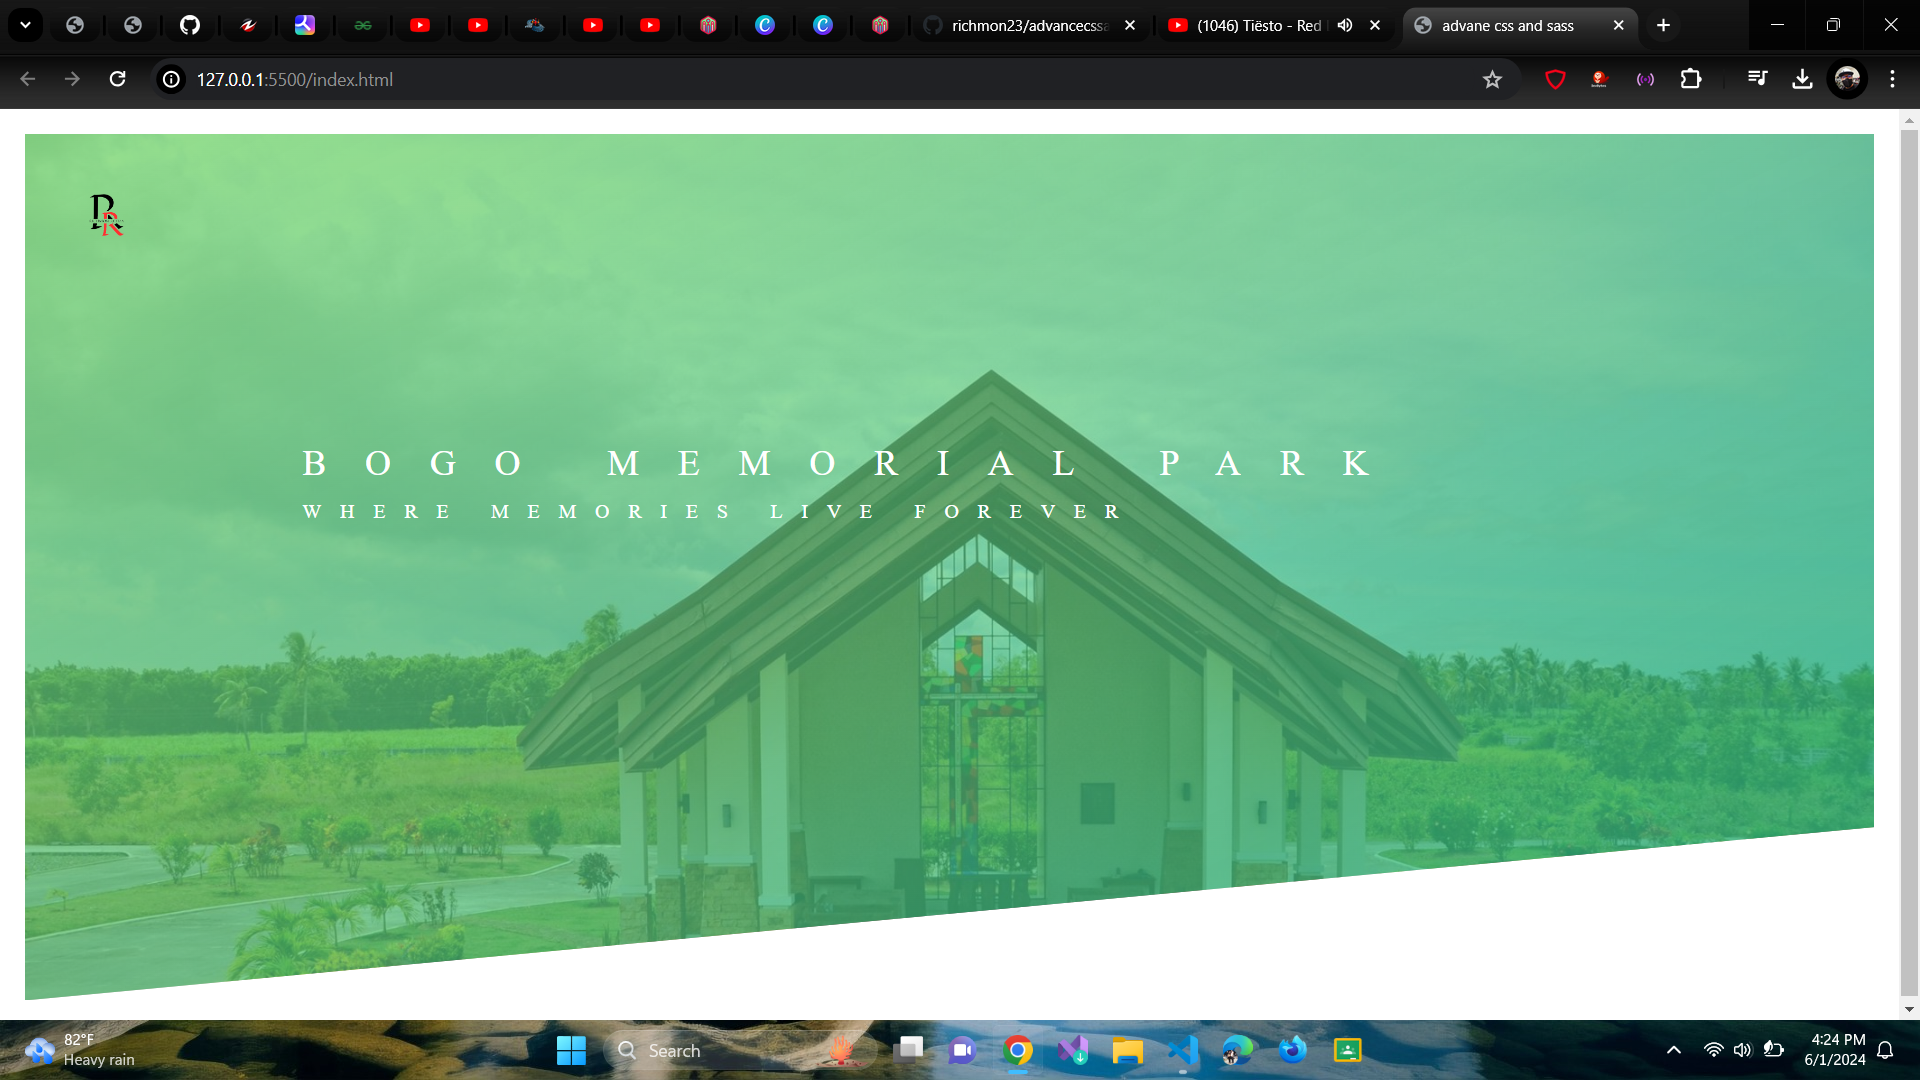 richmon23/advancecssa
(1046) Tiësto - Red
advane css and sass
127.0.0.1:5500/index.html
R
R
BOGO MEMORIAL PARK
WHERE MEMORIES LIVE FOREVER
82°F
Heavy rain
Search
4:24 PM
6/1/2024